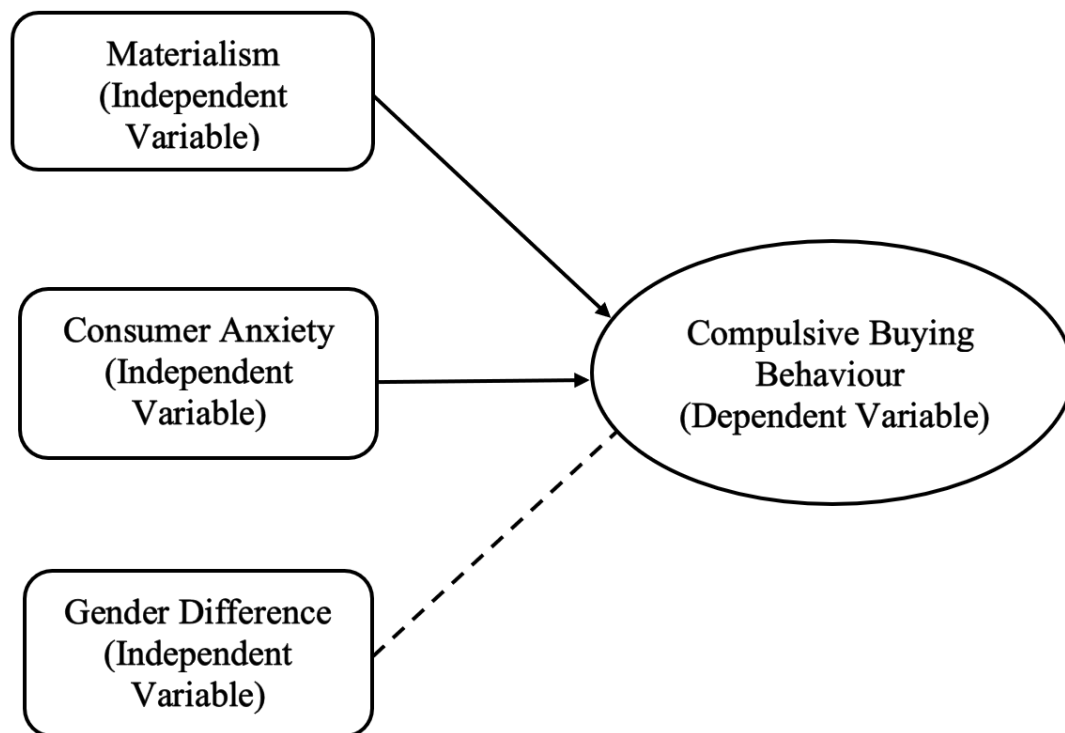 Materialism
(Independent
Variable)
Consumer Anxiety
(Independent
Variable)
Compulsive Buying
Behaviour
(Dependent Variable)
Gender Difference
(Independent
Variable)